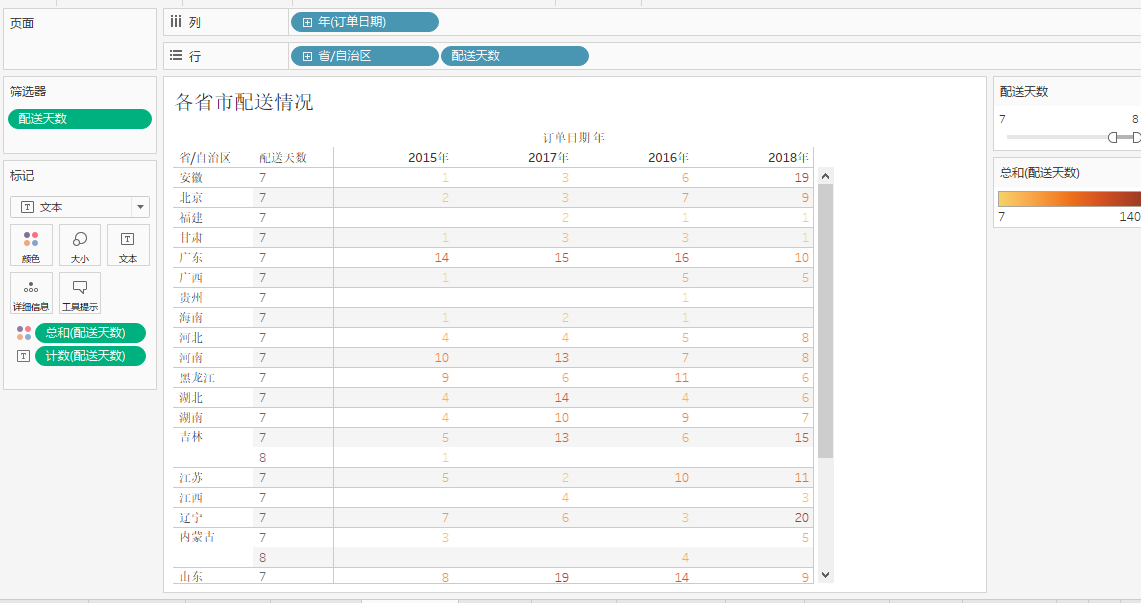 页面
列 年(订单日期)
行 省/自治区 配送天数
筛选器
配送天数
标记
文本
颜色 大小 文本
详细信息 工具提示
总和(配送天数)
计数(配送天数)
各省市配送情况
订单日期 年
省/自治区 配送天数 2015年 2017年 2016年 2018年
安徽 7 1 3 6 19
北京 7 2 3 7 9
福建 7 2 1 1
甘肃 7 1 3 3 1
广东 7 14 15 16 10
广西 7 1 5 5
贵州 7 1
海南 7 1 2 1
河北 7 4 4 5 8
河南 7 10 13 7 8
黑龙江 7 9 6 11 6
湖北 7 4 14 4 6
湖南 7 4 10 9 7
吉林 7 5 13 6 15
8 1
江苏 7 5 2 10 11
江西 7 4 3
辽宁 7 7 6 3 20
内蒙古 7 3 5
8 4
山东 7 8 19 14 9
配送天数
7 8
总和(配送天数)
7 140